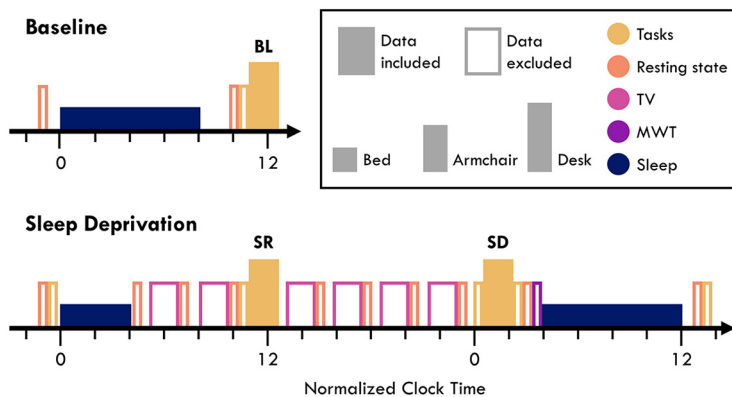 Baseline
BL
0
12
Data included
Data excluded
Bed
Armchair
Desk
Tasks
Resting state
TV
MWT
Sleep
Sleep Deprivation
SR
SD
0
12
0
12
Normalized Clock Time